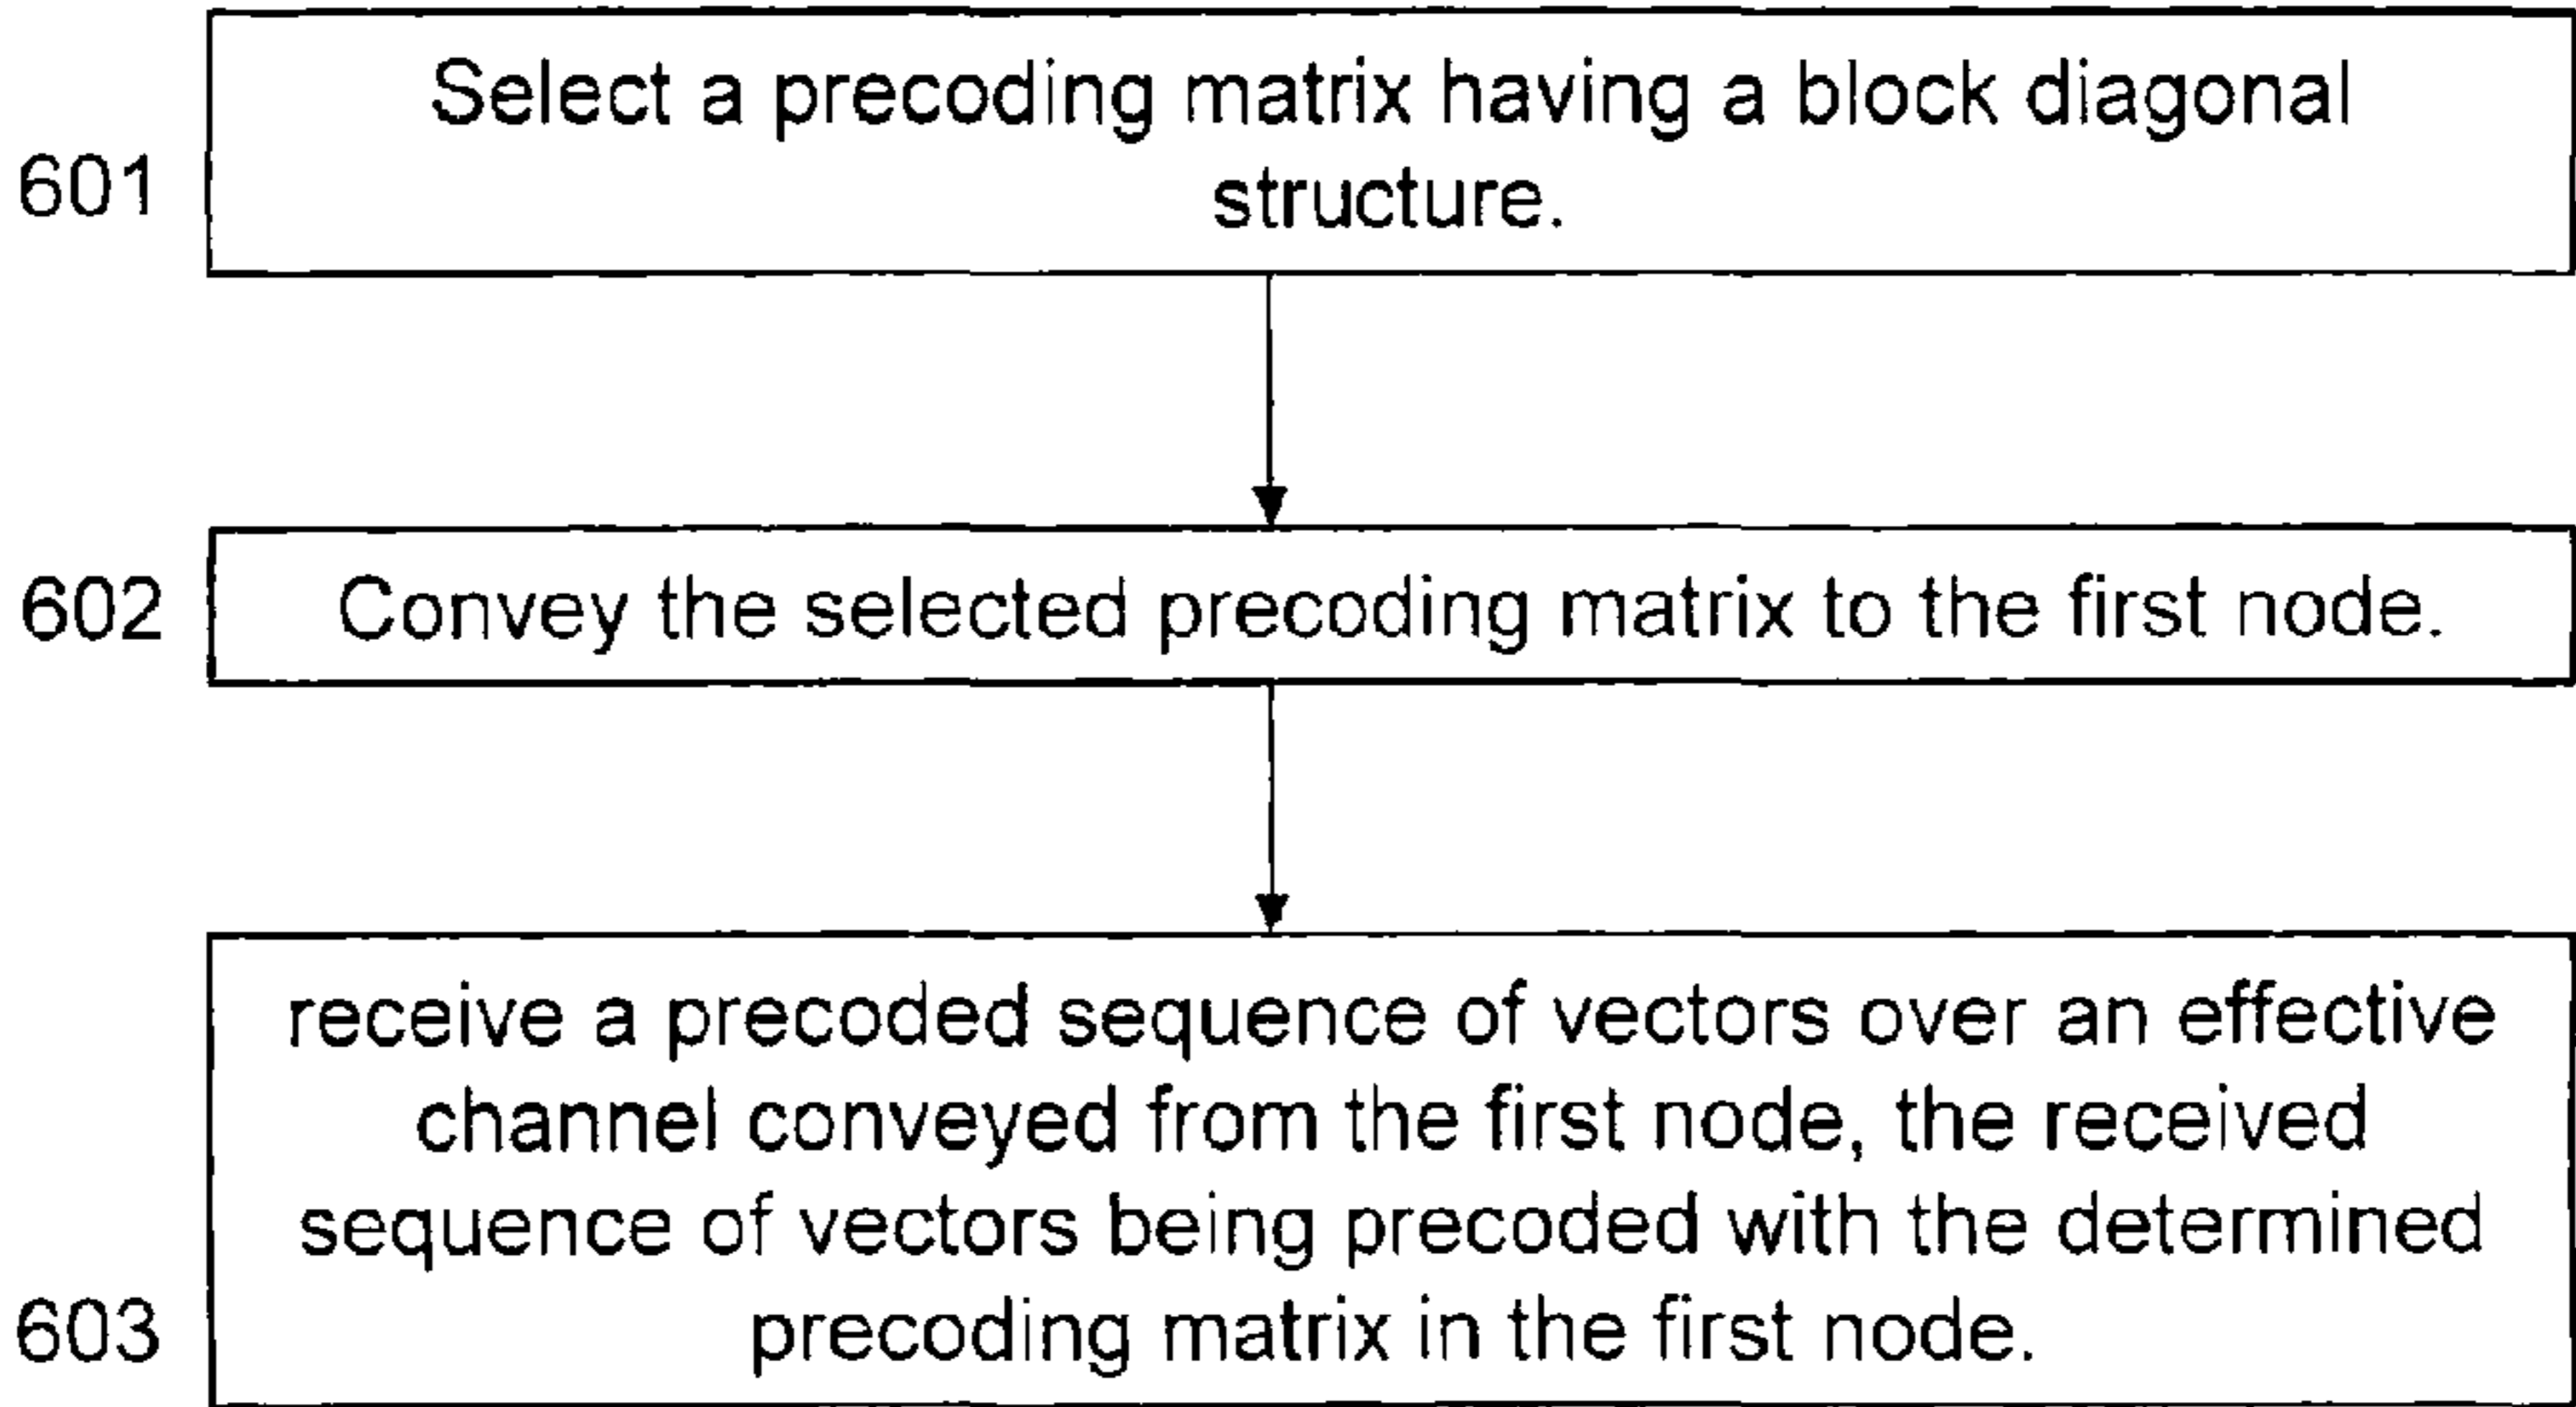 Select a precoding matrix having a block diagonal
601
structure.
602
Convey the selected precoding matrix to the first node.
receive a precoded sequence of vectors over an effective
channel conveyed from the first node, the received
sequence of vectors being precoded with the determined
603
precoding matrix in the first node.